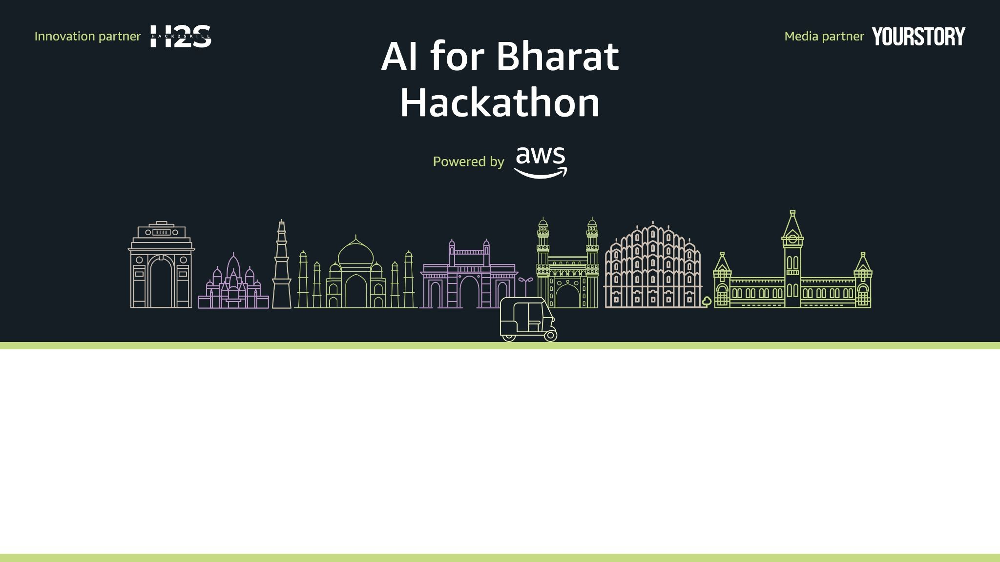 Innovation partner H2S
HACK2SKILL
Media partner YOURSTORY
AI for Bharat
Hackathon
Powered by aws